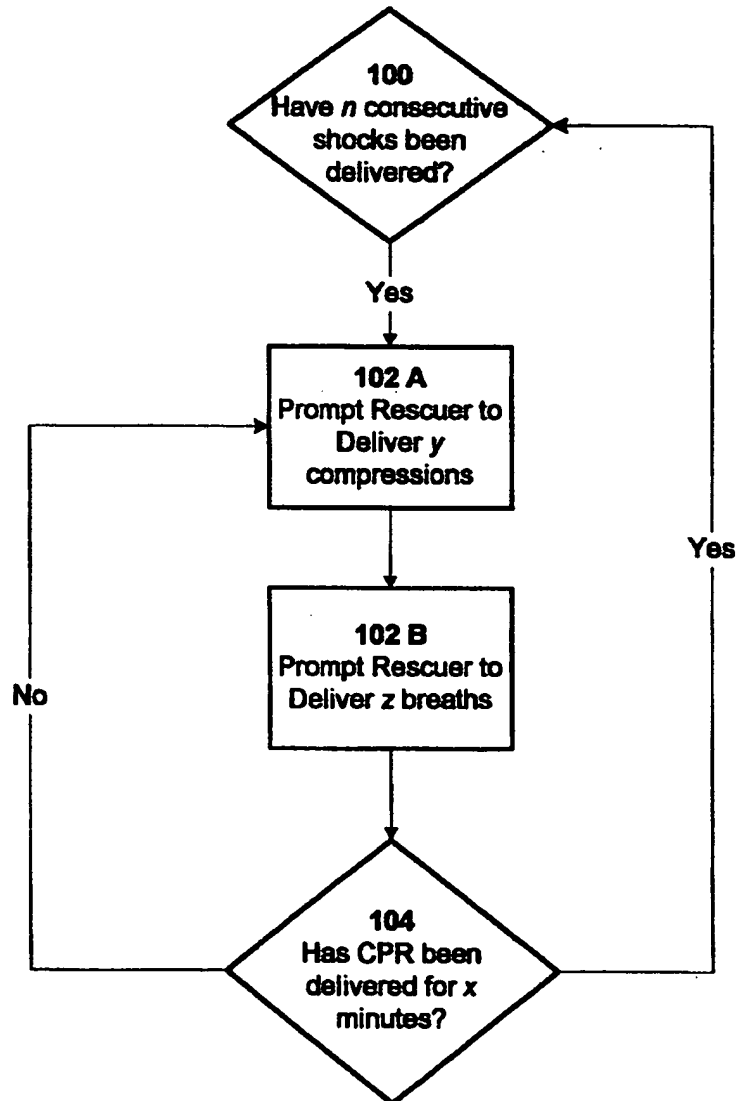 100
Have n consecutive
shocks been
delivered?
Yes
102 A
Prompt Rescuer to
Deliver y
compressions
Yes
102 B
Prompt Rescuer to
Deliver z breaths
No
104
Has CPR been
delivered for x
minutes?